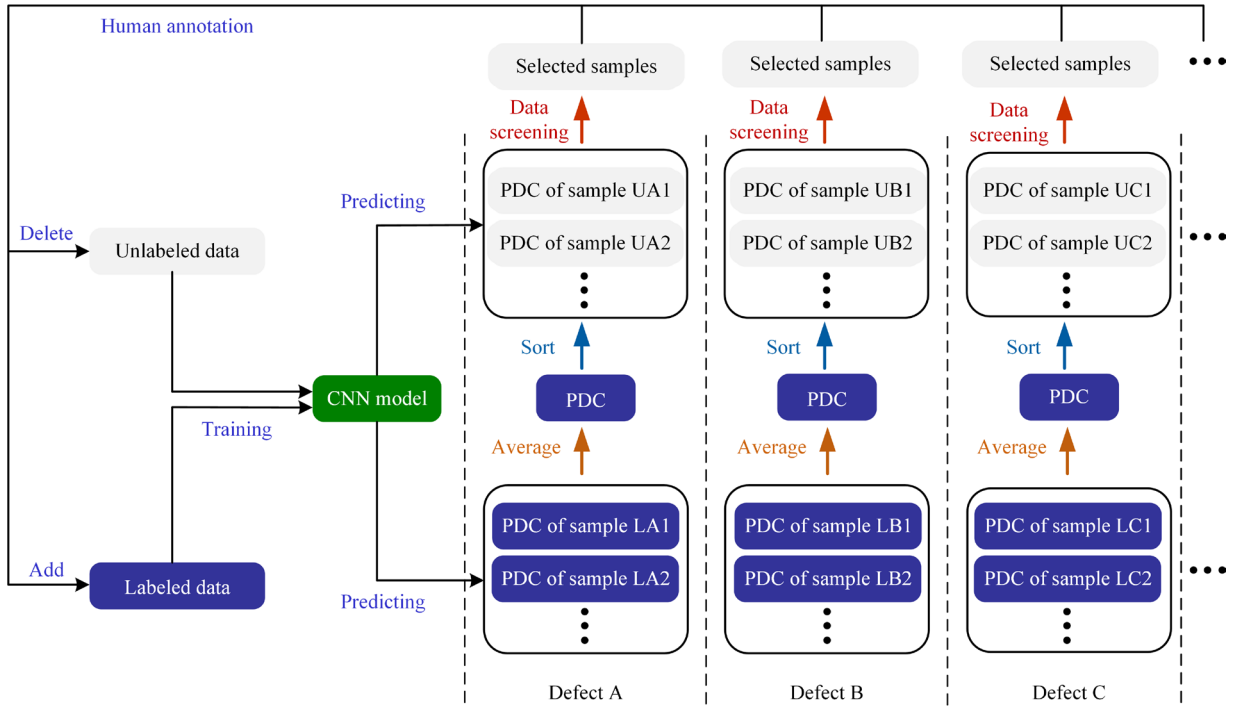 Human annotation
Selected samples
Selected samples
Selected samples
Data
screening
Data
screening
Data
screening
Predicting
PDC of sample UA1
PDC of sample UB1
PDC of sample UC1
Delete
Unlabeled data
PDC of sample UA2
PDC of sample UB2
PDC of sample UC2
Sort
Sort
Sort
CNN model
PDC
PDC
PDC
Training
Average
Average
Average
PDC of sample LA1
PDC of sample LB1
PDC of sample LC1
Add
Labeled data
PDC of sample LA2
PDC of sample LB2
PDC of sample LC2
Predicting
Defect A
Defect B
Defect C